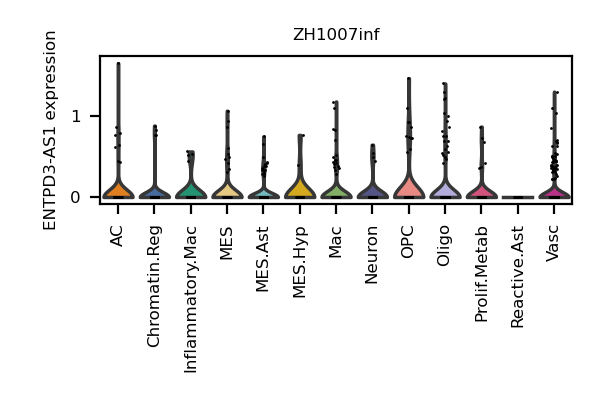 ZH1007inf
ENTPD3-AS1 expression
1
0
AC
Chromatin.Reg
Inflammatory.Mac
MES
MES.Ast
MES.Hyp
Mac
Neuron
OPC
Oligo
Prolif.Metab
Reactive.Ast
Vasc